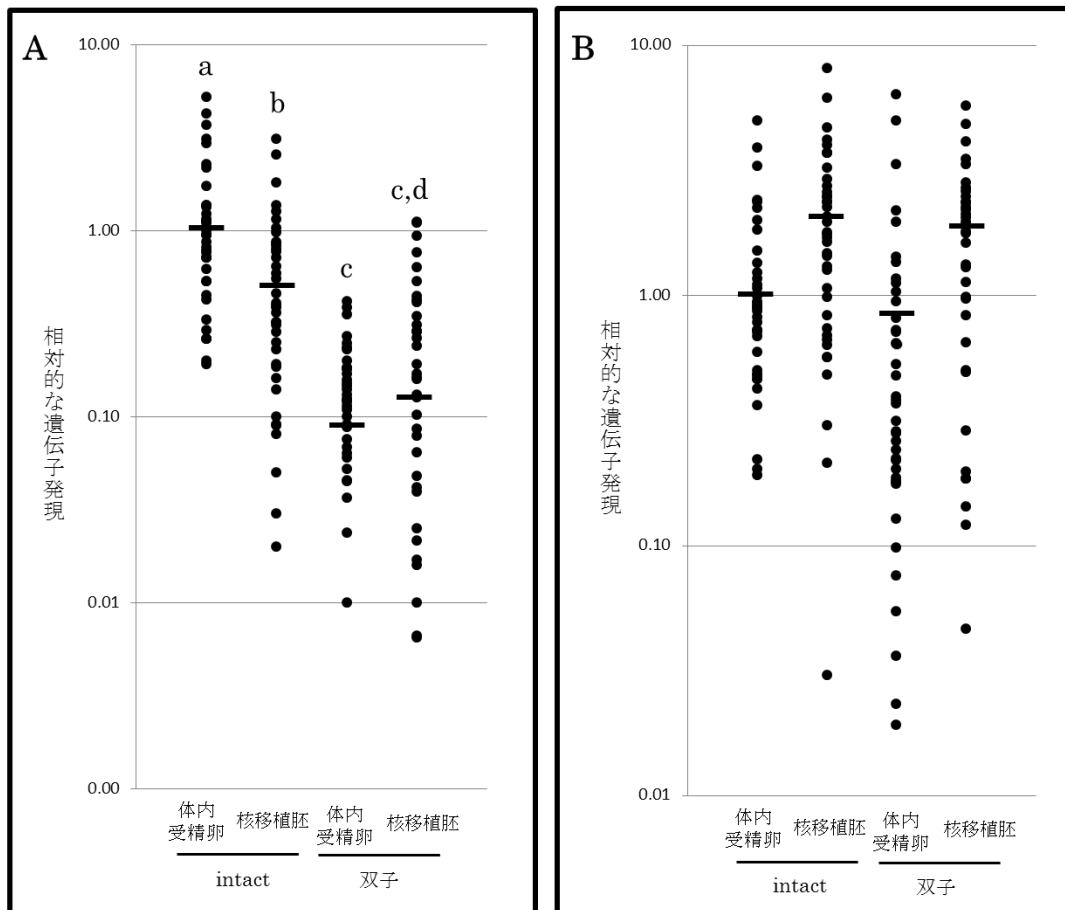 A
10.00
1.00
0.10
0.01
0.00
相対的な遺伝子発現
a
b
c
c,d
体内
受精卵
核移植胚
体内
受精卵
核移植胚
intact
双子
B
10.00
1.00
0.10
0.01
相対的な遺伝子発現
体内
受精卵
核移植胚
体内
受精卵
核移植胚
intact
双子